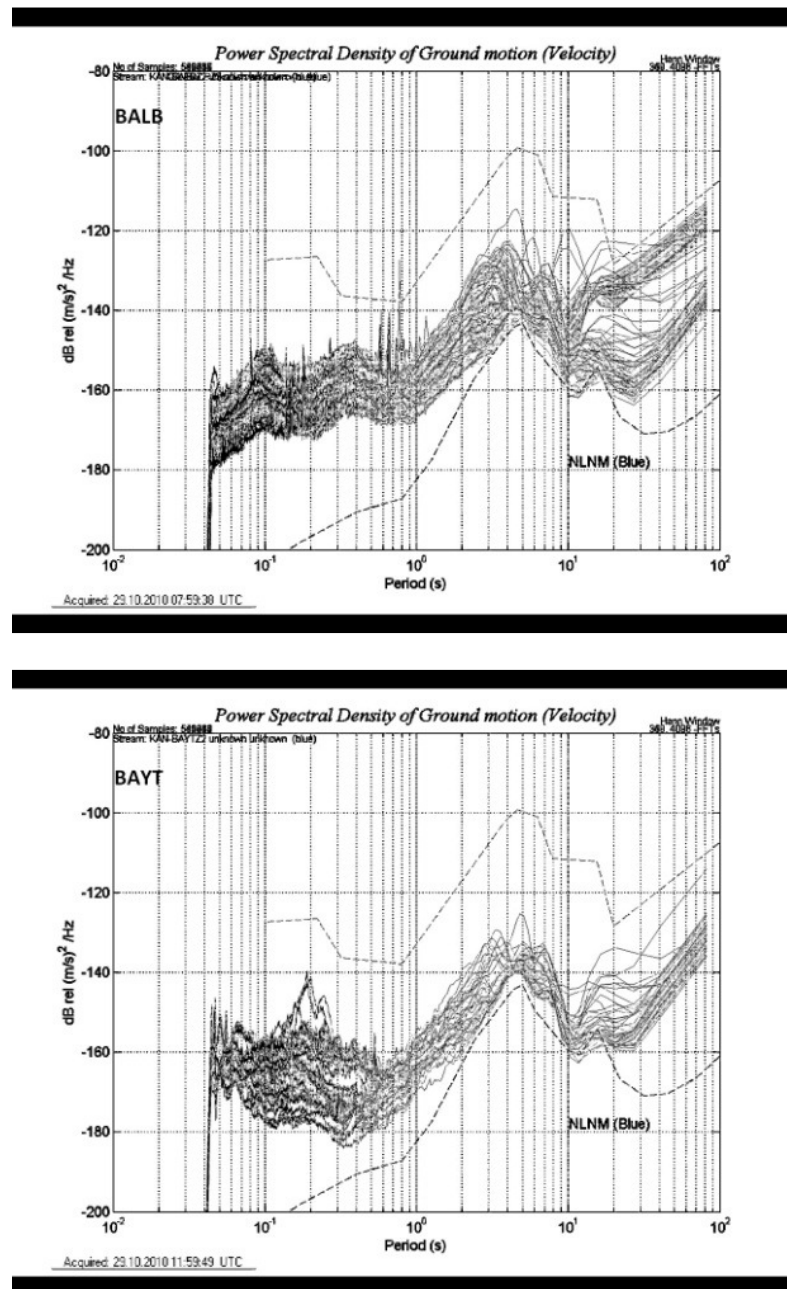 Power Spectral Density of Ground motion (Velocity)
No of Samples:
Hann Window
Stream:
-80
BALB
-100
-120
-140
-160
-180
-200
dB rel (m/s)² /Hz
NLNM (Blue)
10⁻² 10⁻¹ 10⁰ 10¹ 10²
Period (s)
Acquired: 29.10.2010 07:59:38 UTC
Power Spectral Density of Ground motion (Velocity)
No of Samples:
Hann Window
Stream: KAN-BAYTZ2 unknown unknown (blue)
-80
BAYT
-100
-120
-140
-160
-180
-200
dB rel (m/s)² /Hz
NLNM (Blue)
10⁻² 10⁻¹ 10⁰ 10¹ 10²
Period (s)
Acquired: 29.10.2010 11:59:49 UTC